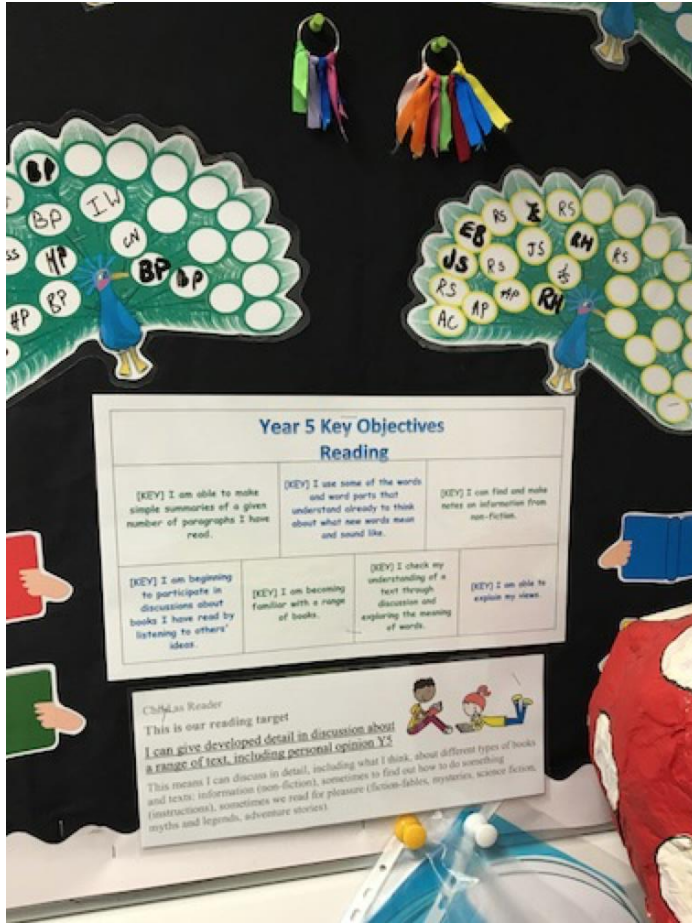 BP
BP
IW
SS
HP
CN
BP
DP
HP
BP
EB
RS
RS
JS
RS
JS
RH
RS
RS
AC
AP
HP
RH
Year 5 Key Objectives
Reading
[KEY] I am able to make
simple summaries of a given
number of paragraphs I have
read.
[KEY] I use some of the words
and word parts that
understand already to think
about what new words mean
and sound like.
[KEY] I can find and make
notes on information from
non-fiction.
[KEY] I am beginning
to participate in
discussions about
books I have read by
listening to others'
ideas.
[KEY] I am becoming
familiar with a range
of books.
[KEY] I check my
understanding of a
text through
discussion and
exploring the meaning
of words.
[KEY] I am able to
explain my views.
as Reader
This is our reading target
I can give developed detail in discussion about
a range of text, including personal opinion Y5
This means I can discuss in detail, including what I think, about different types of books
and texts: information (non-fiction), sometimes to find out how to do something
(instructions), sometimes we read for pleasure (fiction-fables, mysteries, science fiction,
myths and legends, adventure stories)